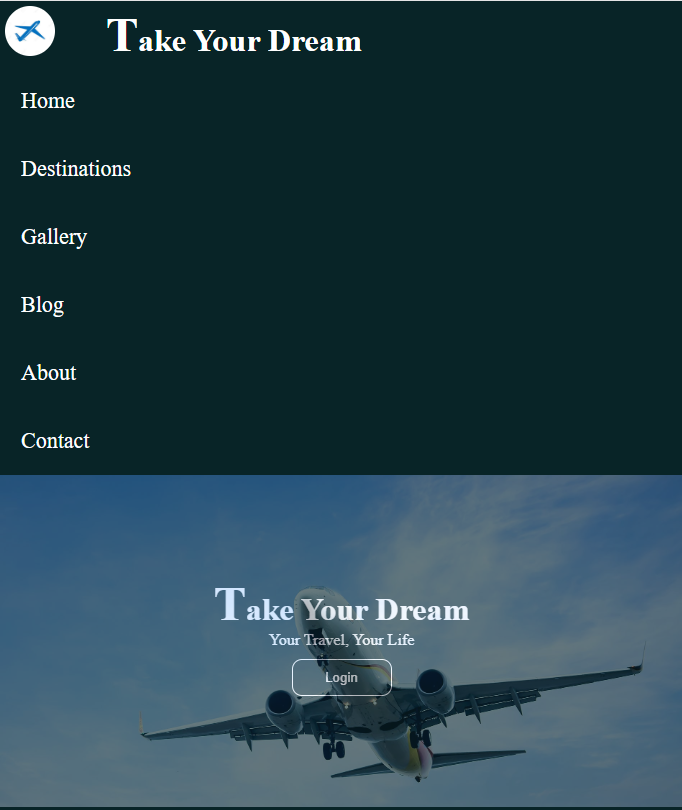 Take Your Dream
Home
Destinations
Gallery
Blog
About
Contact
Take Your Dream
Your Travel, Your Life
Login